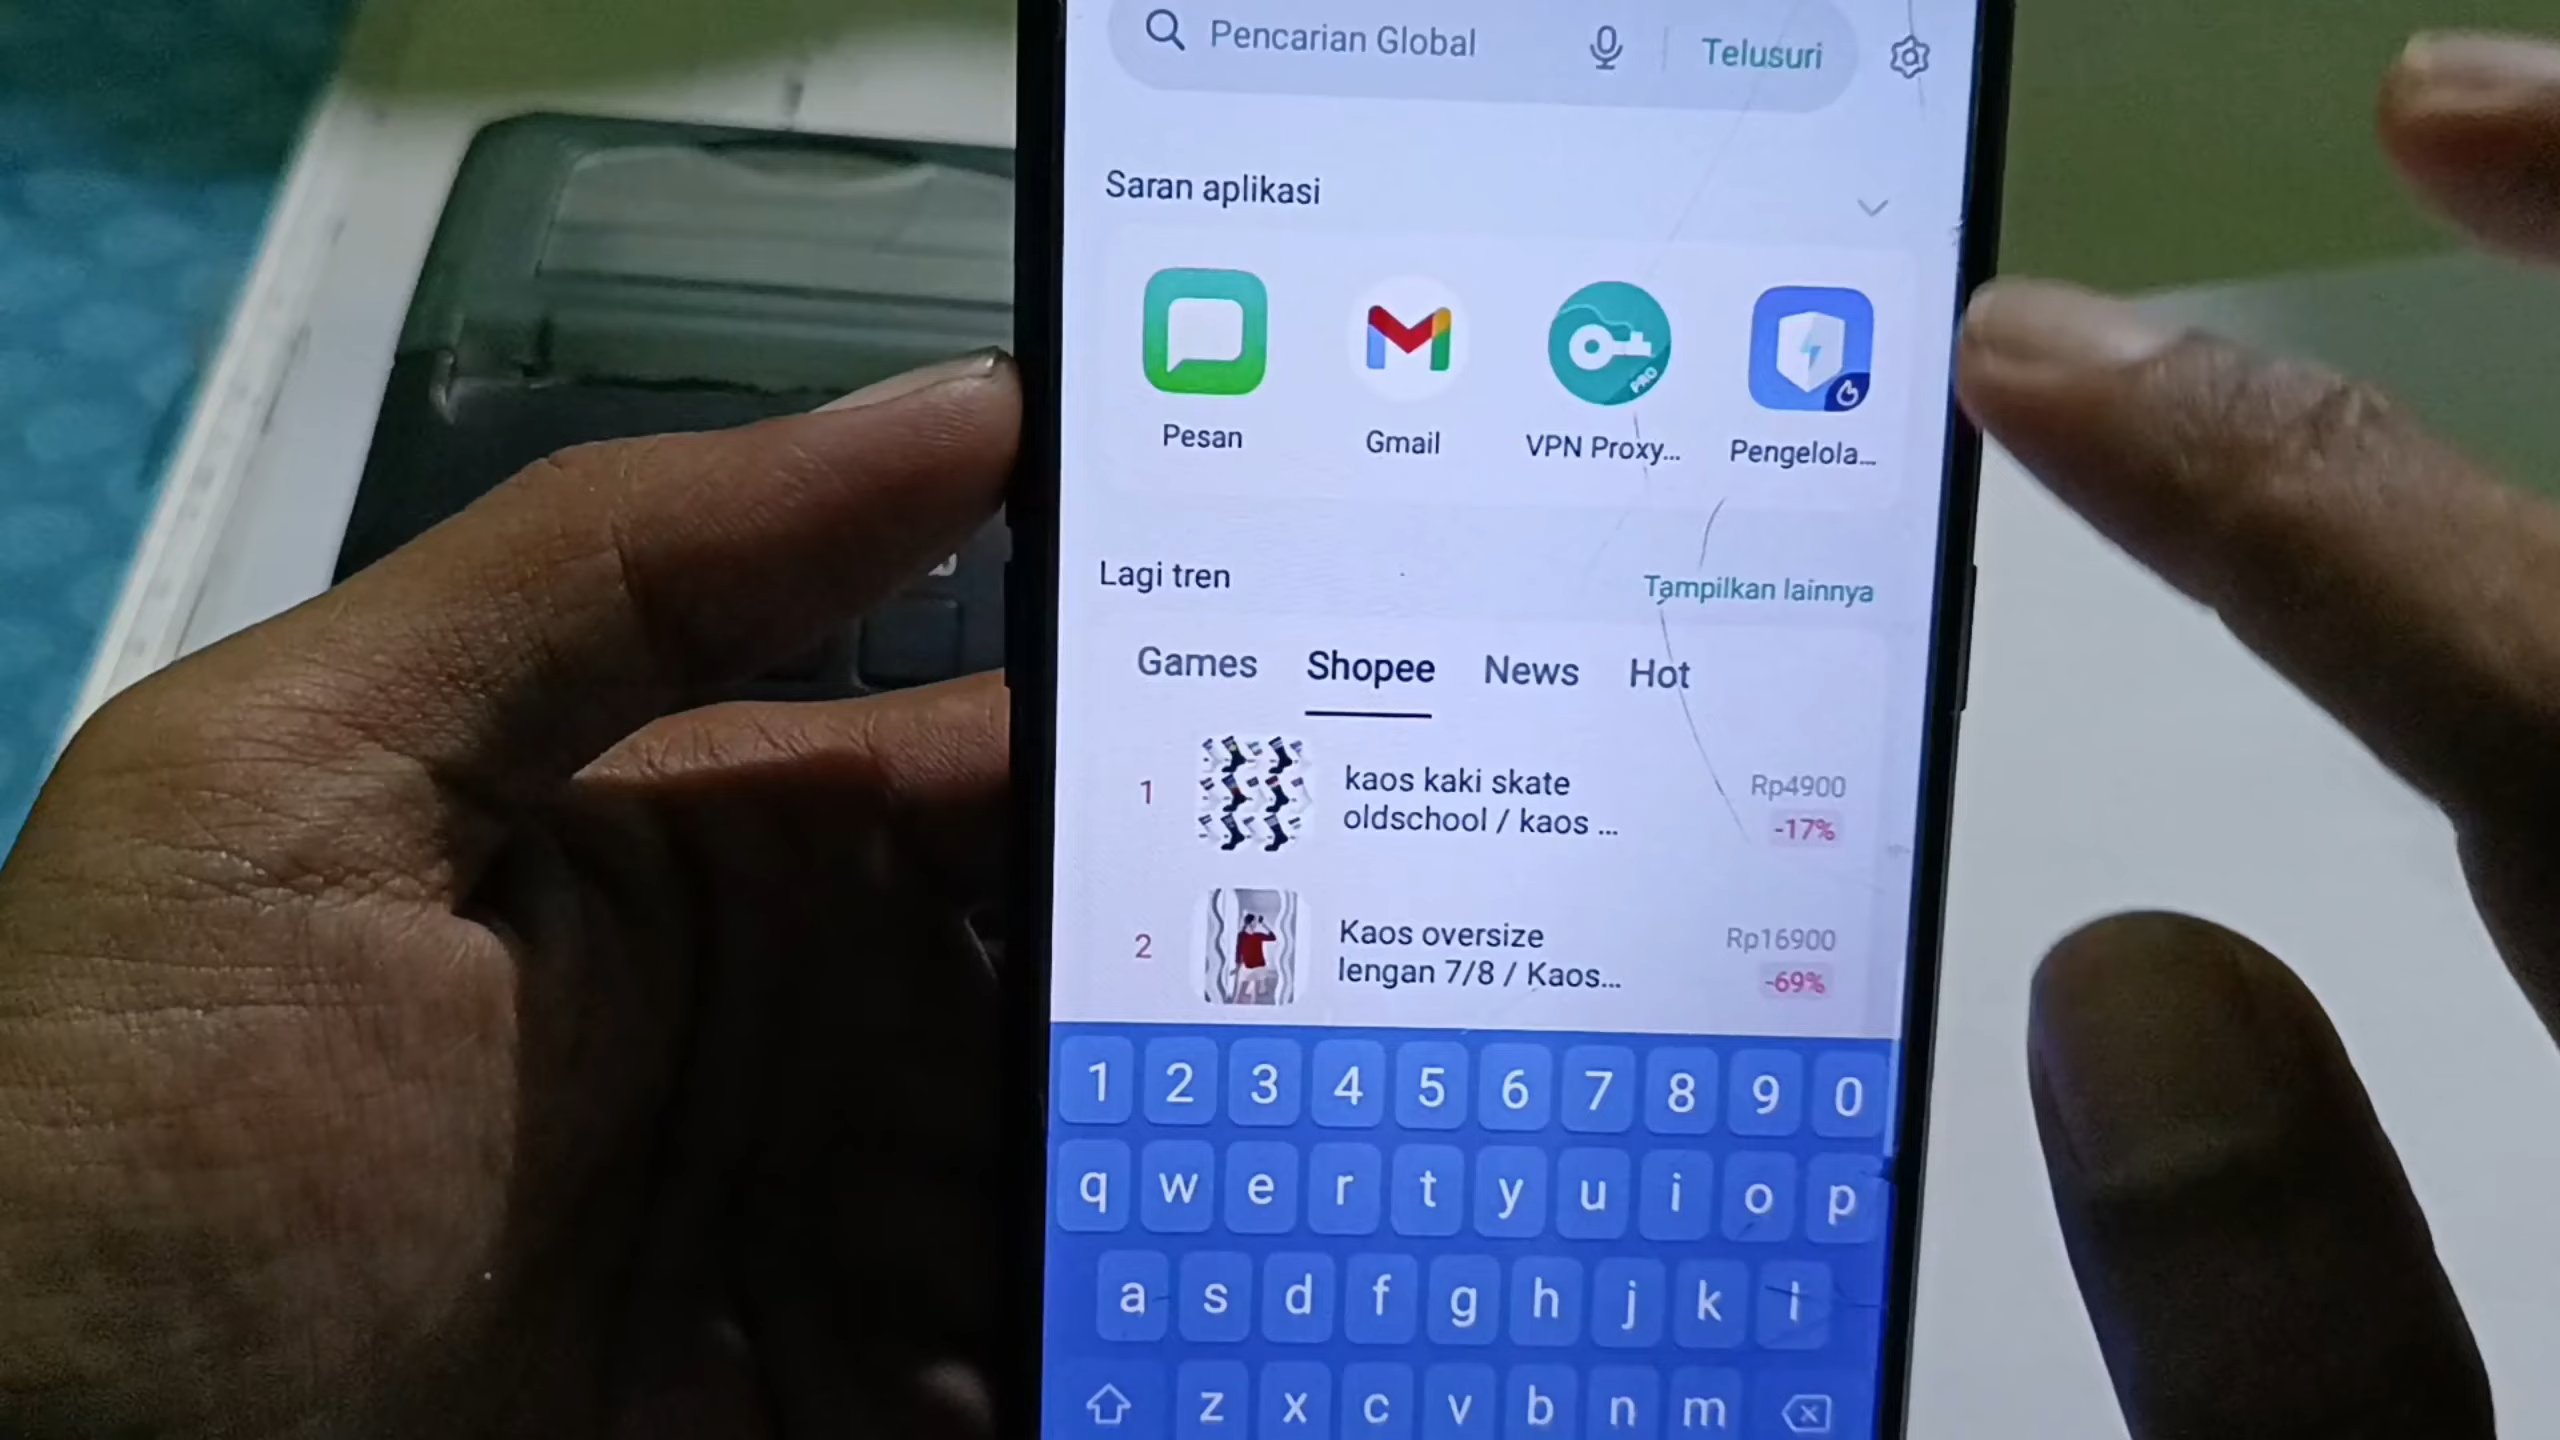 Pencarian Global
Telusuri
Saran aplikasi
Pesan
Gmail
PRO
VPN Proxy...
Pengelola...
Lagi tren
Tampilkan lainnya
Games
Shopee
News
Hot
1
kaos kaki skate
oldschool / kaos ...
Rp4900
-17%
2
Kaos oversize
lengan 7/8 / Kaos...
Rp16900
-69%
1 2 3 4 5 6 7 8 9 0
q w e r t y u i o p
a s d f g h j k l
z x c v b n m